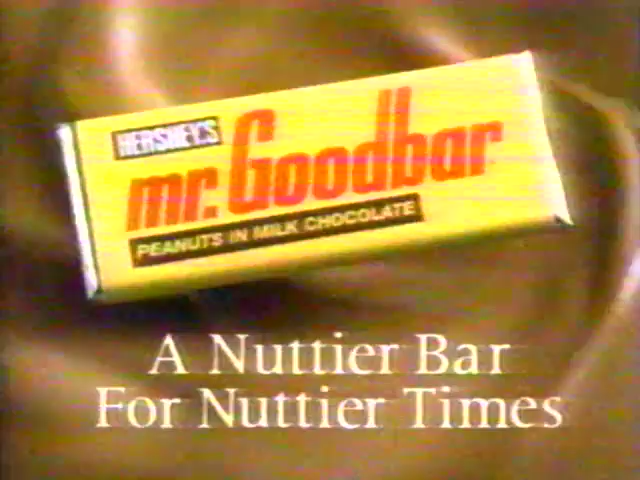 HERSHEY'S
mr. Goodbar
PEANUTS IN MILK CHOCOLATE
A Nuttier Bar
For Nuttier Times